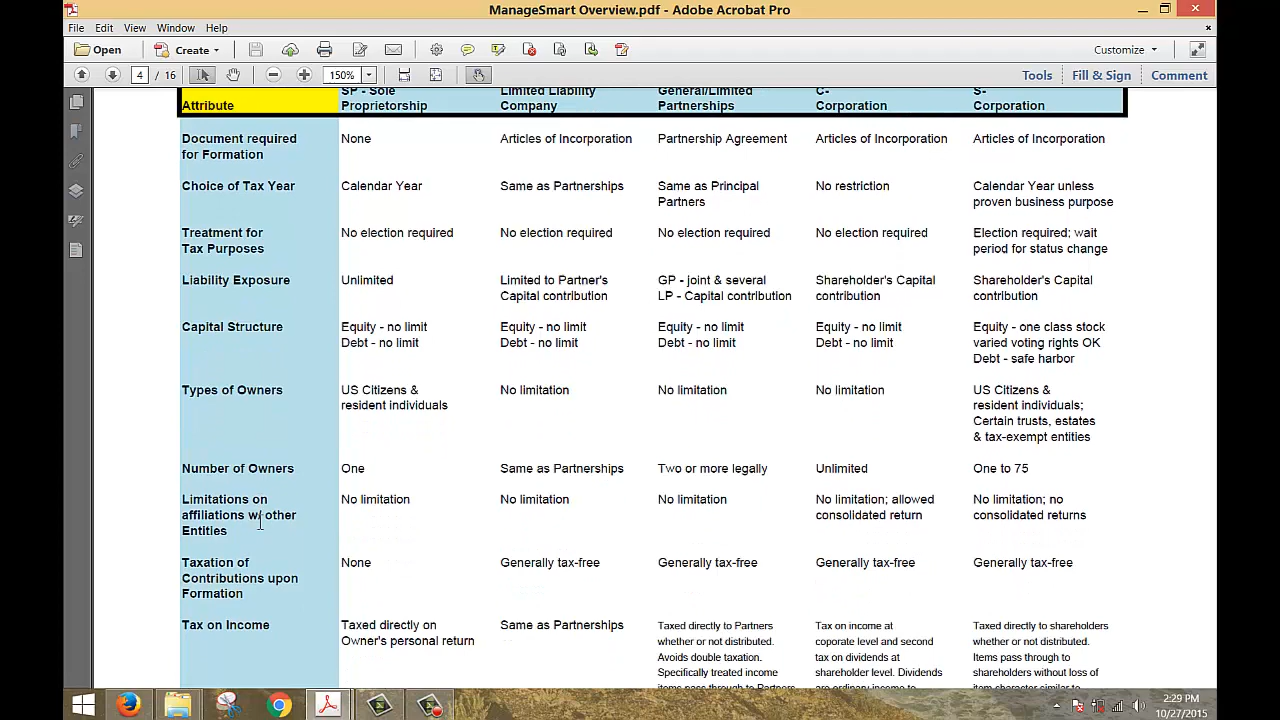 ManageSmart Overview.pdf - Adobe Acrobat Pro
File Edit View Window Help
Open Create Customize
4 / 16 150% Tools Fill & Sign Comment
Attribute SP - Sole Proprietorship Limited Liability Company General/Limited Partnerships C- Corporation S- Corporation
Document required None Articles of Incorporation Partnership Agreement Articles of Incorporation Articles of Incorporation
for Formation
Choice of Tax Year Calendar Year Same as Partnerships Same as Principal No restriction Calendar Year unless
Partners proven business purpose
Treatment for No election required No election required No election required No election required Election required; wait
Tax Purposes period for status change
Liability Exposure Unlimited Limited to Partner's GP - joint & several Shareholder's Capital Shareholder's Capital
Capital contribution LP - Capital contribution contribution contribution
Capital Structure Equity - no limit Equity - no limit Equity - no limit Equity - no limit Equity - one class stock
Debt - no limit Debt - no limit Debt - no limit Debt - no limit varied voting rights OK
Debt - safe harbor
Types of Owners US Citizens & No limitation No limitation No limitation US Citizens &
resident individuals resident individuals;
Certain trusts, estates
& tax-exempt entities
Number of Owners One Same as Partnerships Two or more legally Unlimited One to 75
Limitations on No limitation No limitation No limitation No limitation; allowed No limitation; no
affiliations w/ other consolidated return consolidated returns
Entities
Taxation of None Generally tax-free Generally tax-free Generally tax-free Generally tax-free
Contributions upon
Formation
Tax on Income Taxed directly on Same as Partnerships Taxed directly to Partners Tax on income at Taxed directly to shareholders
Owner's personal return whether or not distributed. coporate level and second whether or not distributed.
Avoids double taxation. tax on dividends at Items pass through to
Specifically treated income shareholder level. Dividends shareholders without loss of
items pass through to Partners ordinary income to item character similar to
2:29 PM
10/27/2015